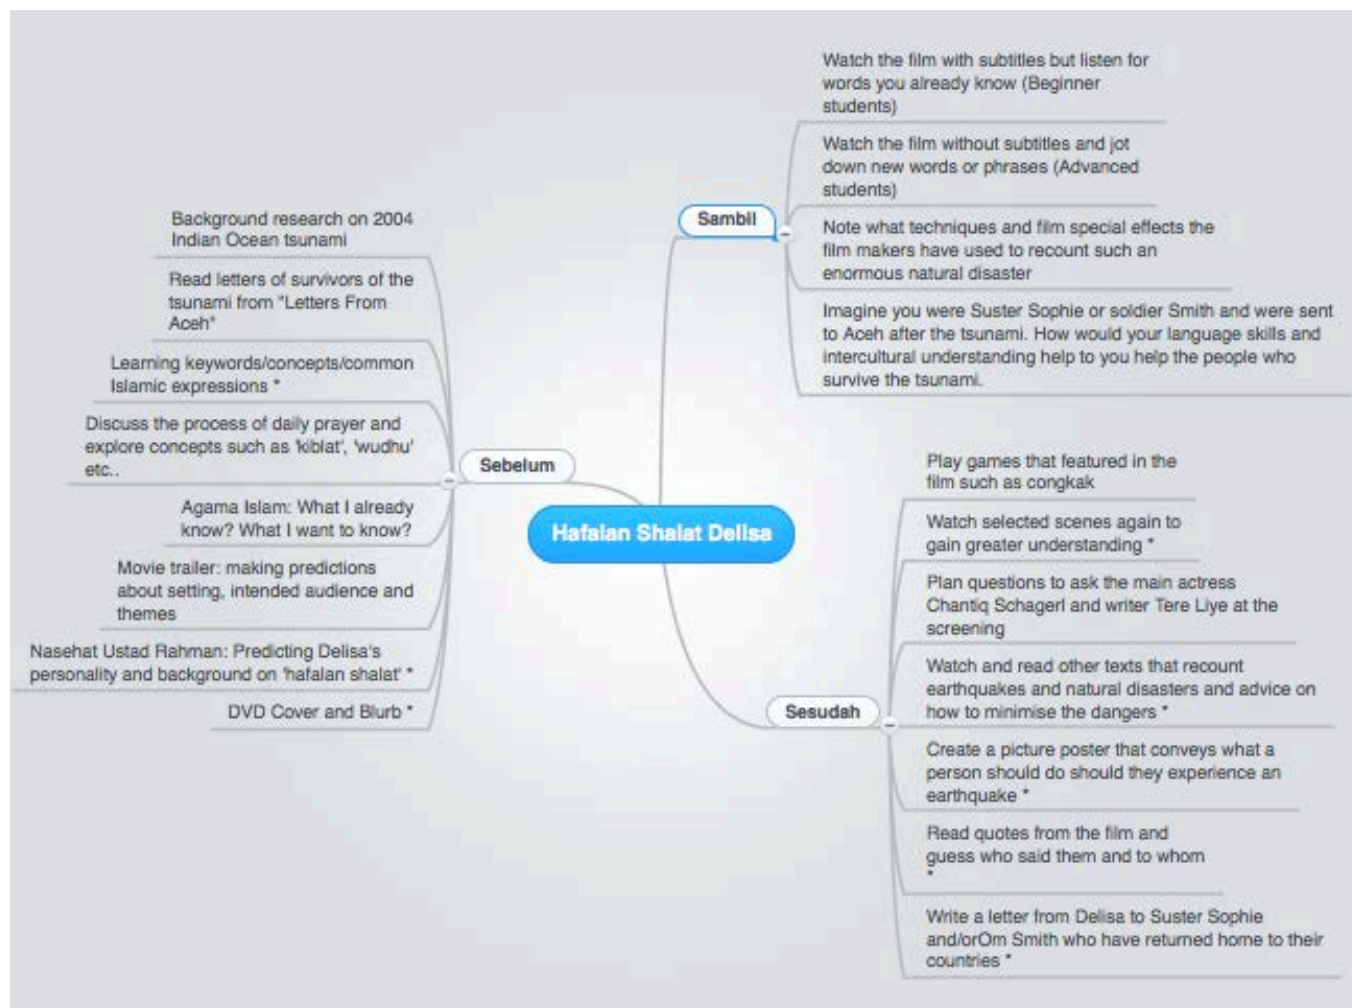 Hafalan Shalat Delisa
Sebelum
Background research on 2004
Indian Ocean tsunami
Read letters of survivors of the
tsunami from "Letters From
Aceh"
Learning keywords/concepts/common
Islamic expressions *
Discuss the process of daily prayer and
explore concepts such as 'kiblat', 'wudhu'
etc..
Agama Islam: What I already
know? What I want to know?
Movie trailer: making predictions
about setting, intended audience and
themes
Nasehat Ustad Rahman: Predicting Delisa's
personality and background on 'hafalan shalat' *
DVD Cover and Blurb *
Sambil
Watch the film with subtitles but listen for
words you already know (Beginner
students)
Watch the film without subtitles and jot
down new words or phrases (Advanced
students)
Note what techniques and film special effects the
film makers have used to recount such an
enormous natural disaster
Imagine you were Suster Sophie or soldier Smith and were sent
to Aceh after the tsunami. How would your language skills and
intercultural understanding help to you help the people who
survive the tsunami.
Sesudah
Play games that featured in the
film such as congkak
Watch selected scenes again to
gain greater understanding *
Plan questions to ask the main actress
Chantiq Schagerl and writer Tere Liye at the
screening
Watch and read other texts that recount
earthquakes and natural disasters and advice on
how to minimise the dangers *
Create a picture poster that conveys what a
person should do should they experience an
earthquake *
Read quotes from the film and
guess who said them and to whom
*
Write a letter from Delisa to Suster Sophie
and/orOm Smith who have returned home to their
countries *